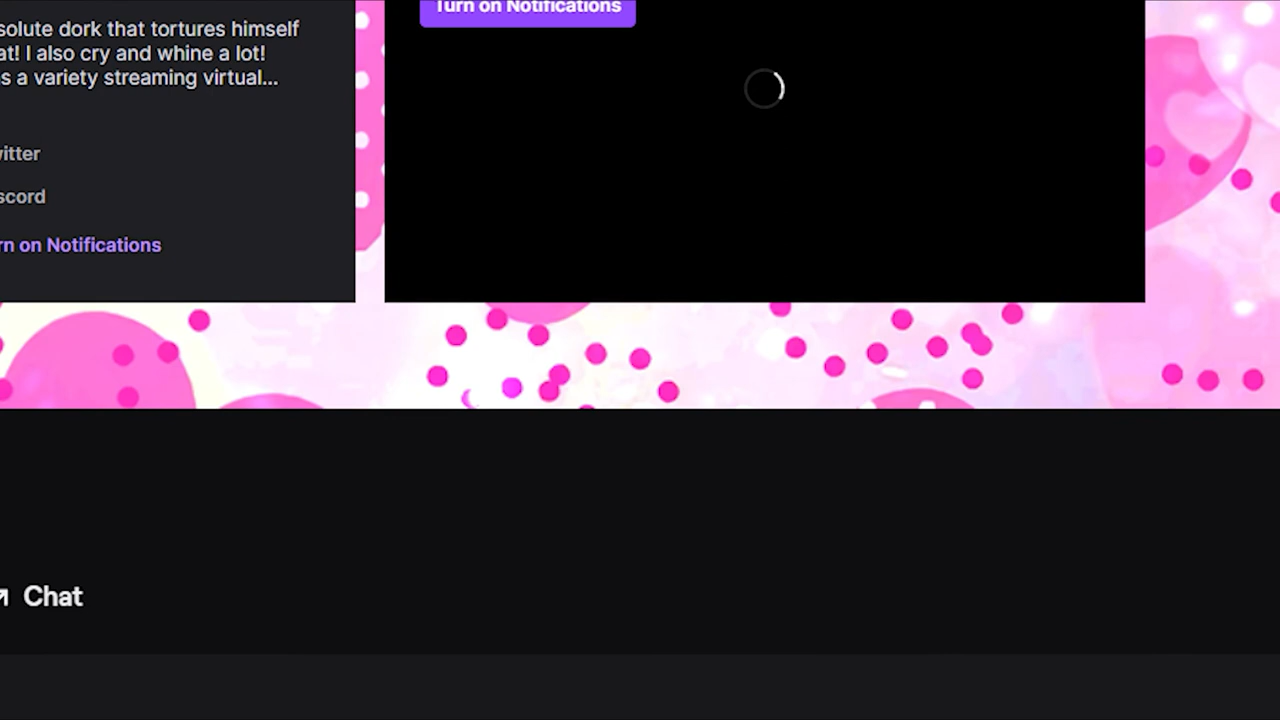 solute dork that tortures himself
at! I also cry and whine a lot!
s a variety streaming virtual...
itter
scord
rn on Notifications
Turn on Notifications
Chat